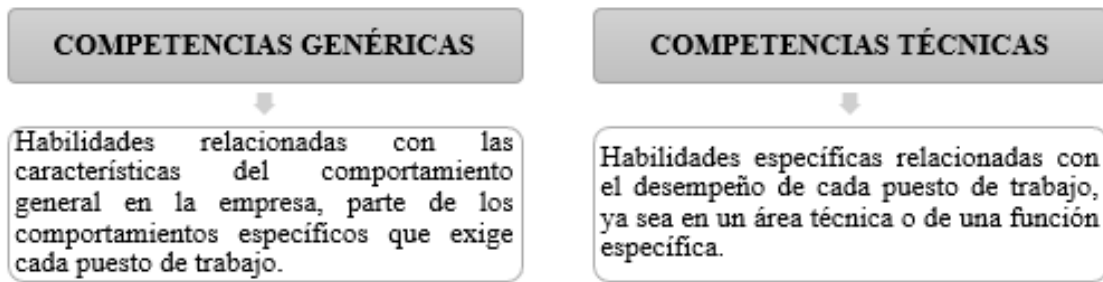 COMPETENCIAS GENÉRICAS
Habilidades relacionadas con las
características del comportamiento
general en la empresa, parte de los
comportamientos específicos que exige
cada puesto de trabajo.
COMPETENCIAS TÉCNICAS
Habilidades específicas relacionadas con
el desempeño de cada puesto de trabajo,
ya sea en un área técnica o de una función
específica.